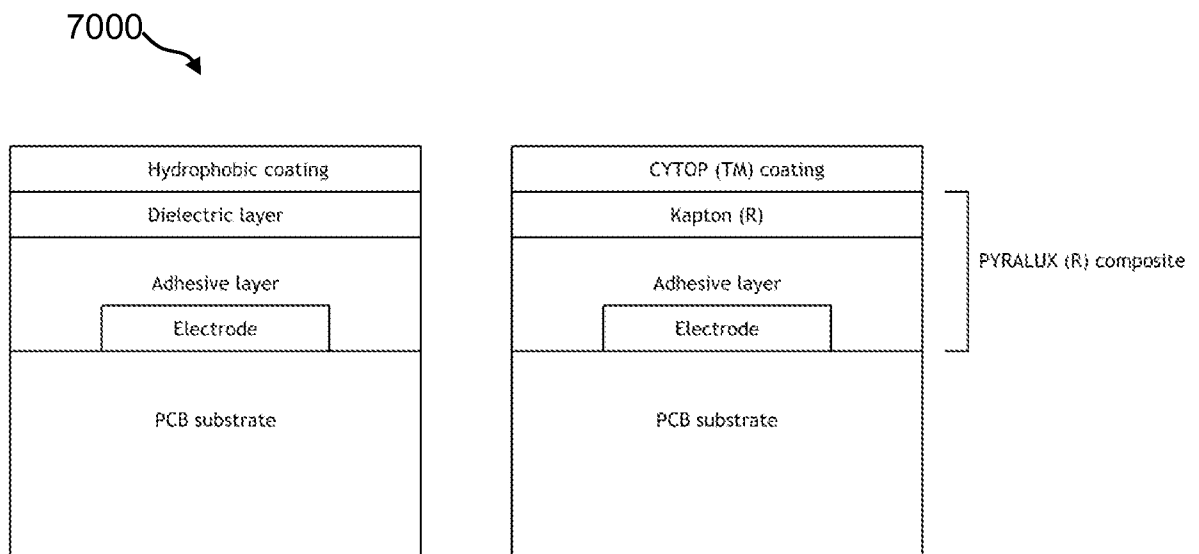 7000
Hydrophobic coating
Dielectric layer
Adhesive layer
Electrode
PCB substrate
CYTOP (TM) coating
Kapton (R)
Adhesive layer
Electrode
PCB substrate
PYRALUX (R) composite